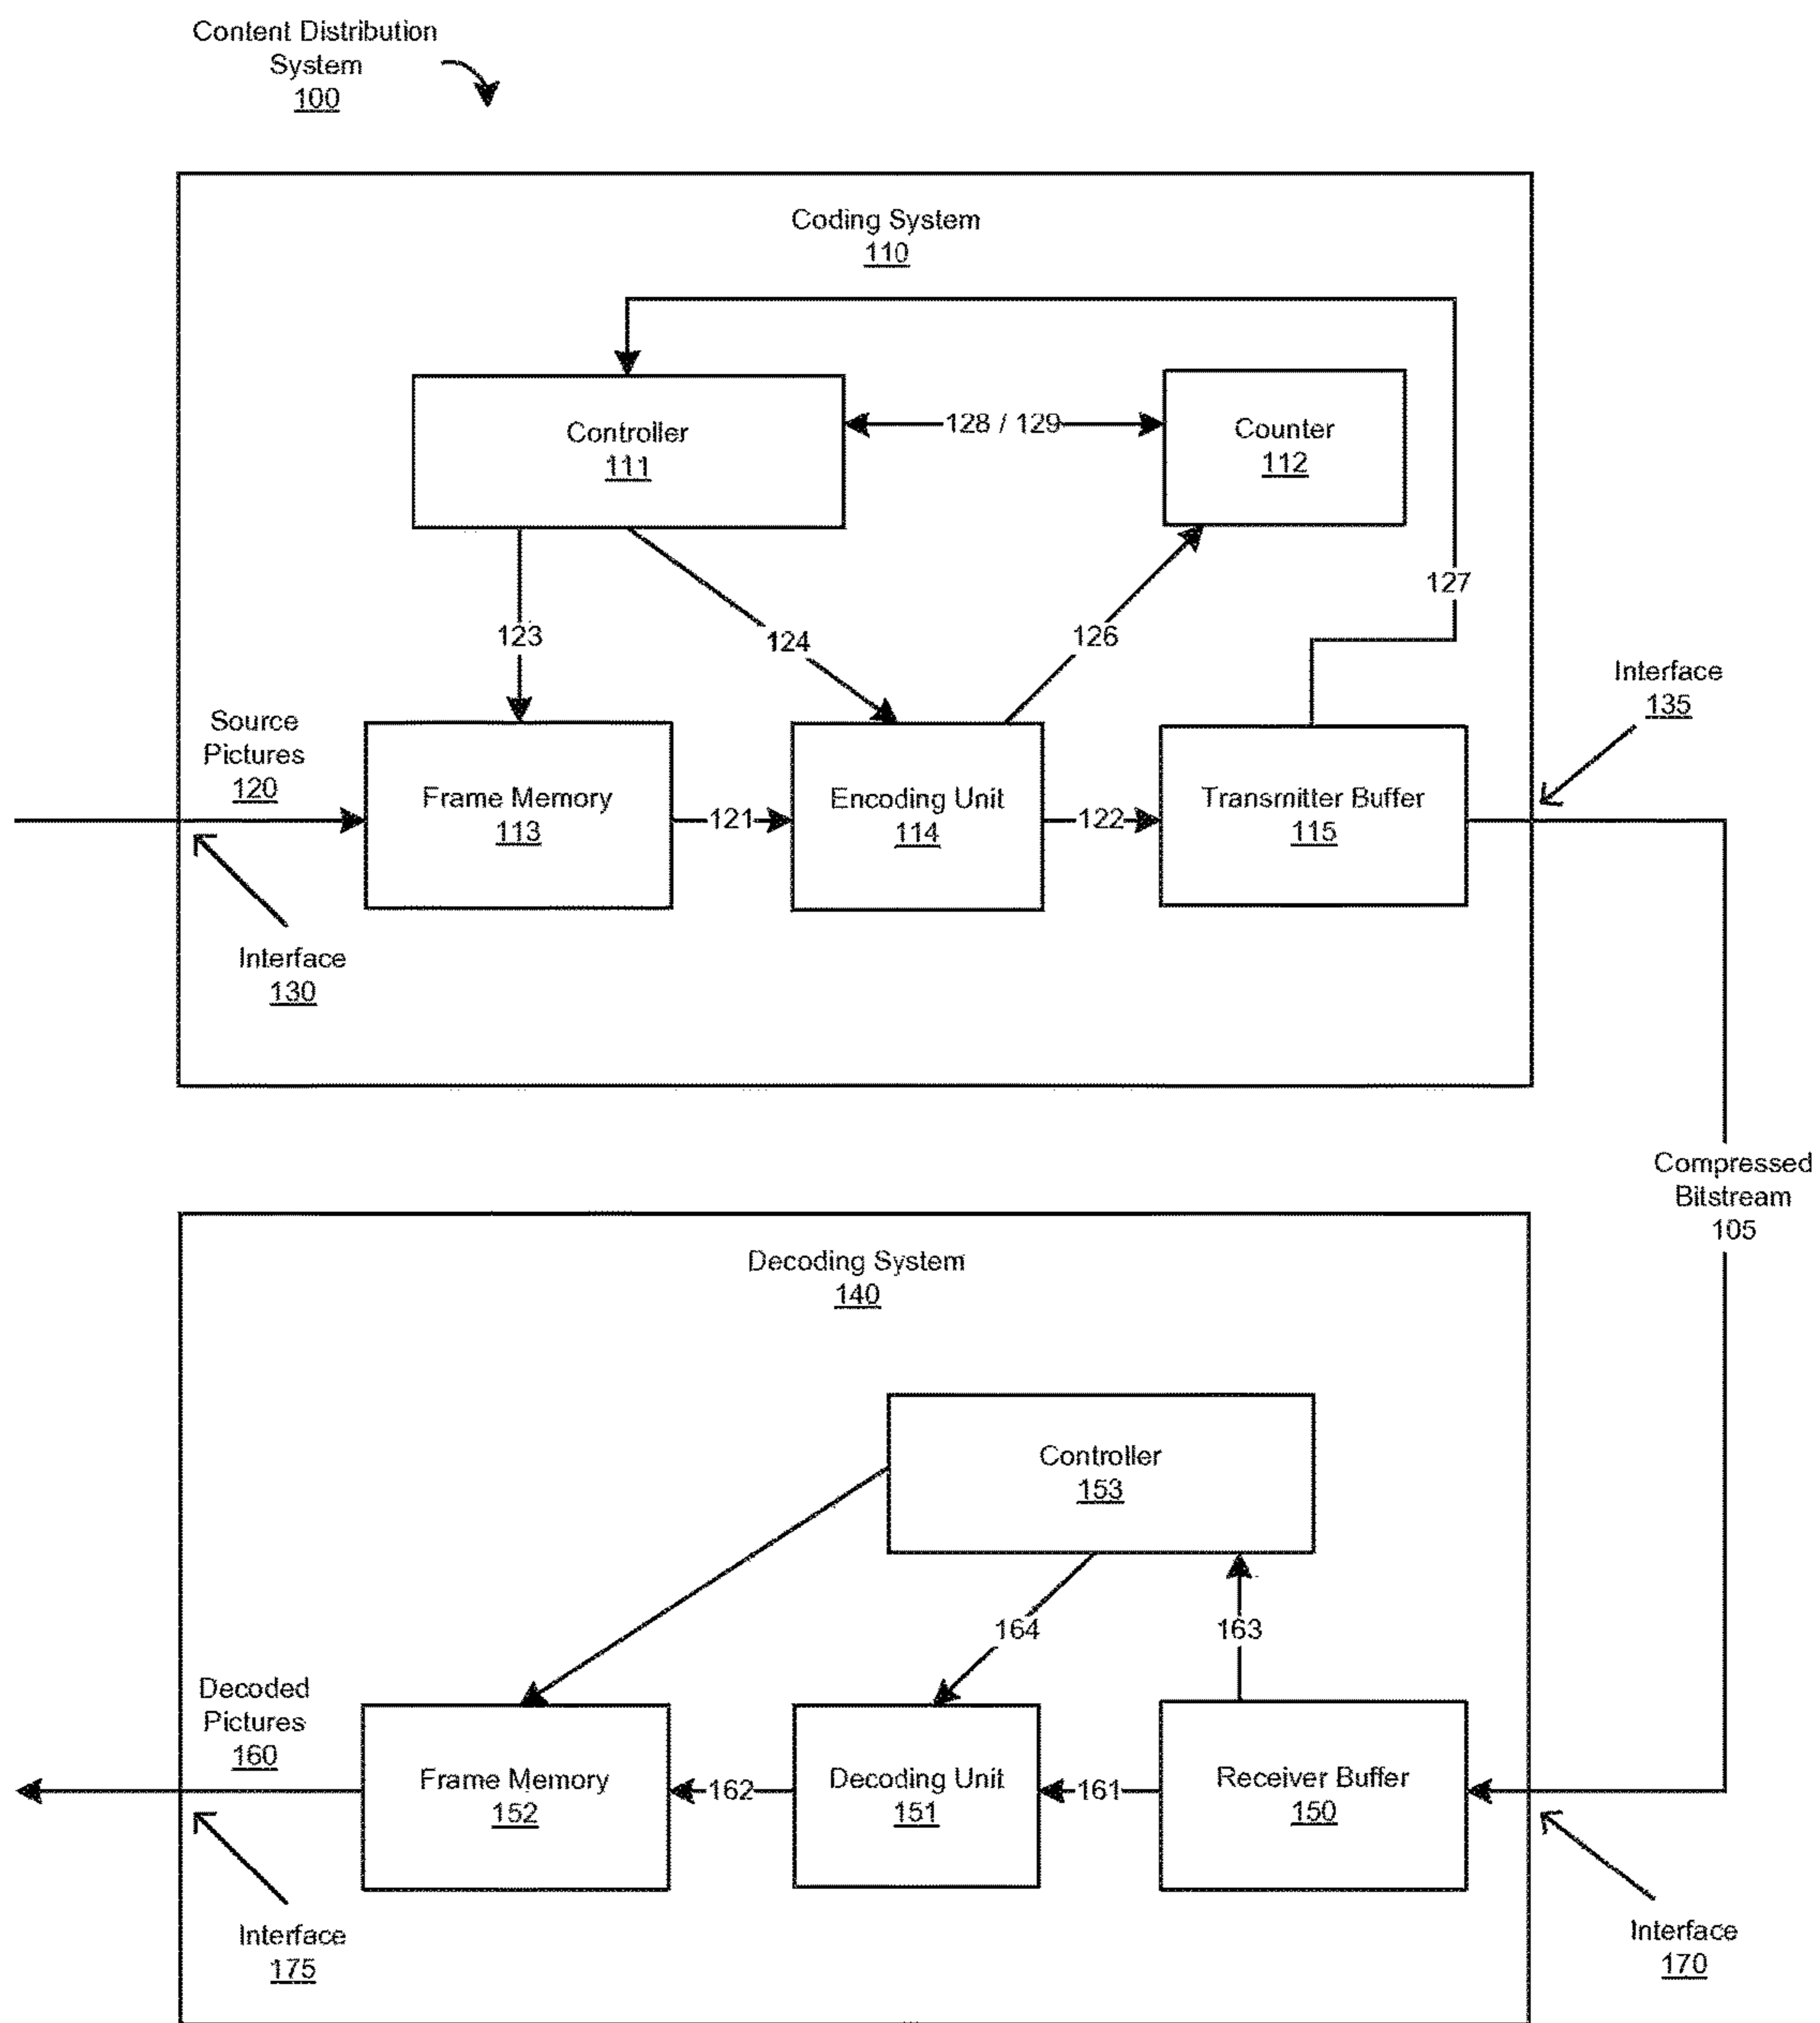 Content Distribution
System
100
Coding System
110
Controller
111
128 / 129
Counter
112
127
123
124
126
Interface
135
Source
Pictures
120
Frame Memory
113
121
Encoding Unit
114
122
Transmitter Buffer
115
Interface
130
Compressed
Bitstream
105
Decoding System
140
Controller
153
164
163
Decoded
Pictures
160
Frame Memory
152
162
Decoding Unit
151
161
Receiver Buffer
150
Interface
175
Interface
170